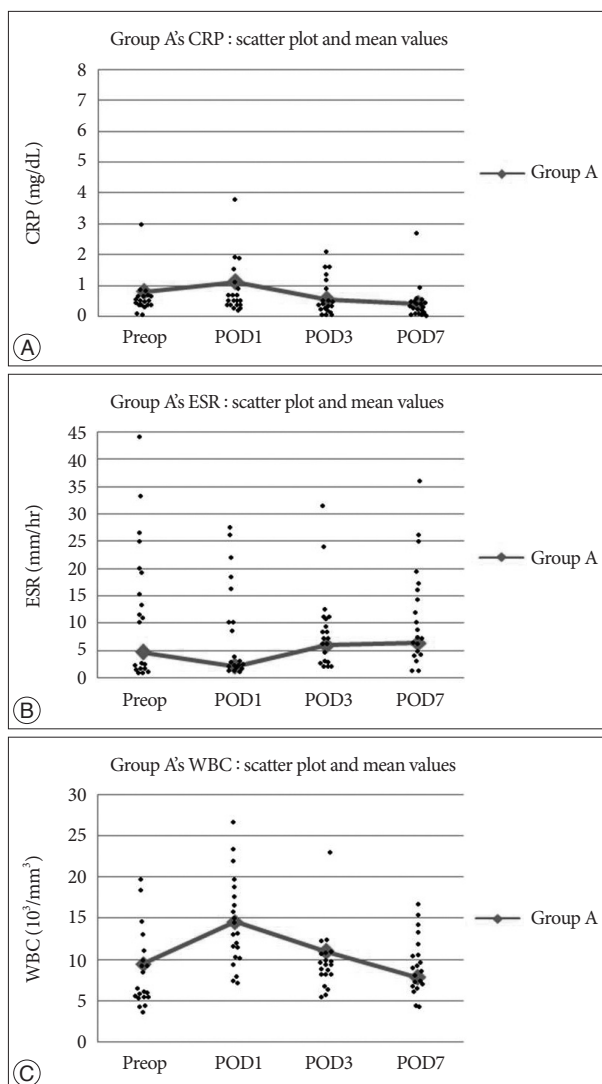 Group A's CRP : scatter plot and mean values
8
7
6
5
4
3
2
1
0
CRP (mg/dL)
Preop POD1 POD3 POD7
Group A
A
Group A's ESR : scatter plot and mean values
45
40
35
30
25
20
15
10
5
0
ESR (mm/hr)
Preop POD1 POD3 POD7
Group A
B
Group A's WBC : scatter plot and mean values
30
25
20
15
10
5
0
WBC (10³/mm³)
Preop POD1 POD3 POD7
Group A
C